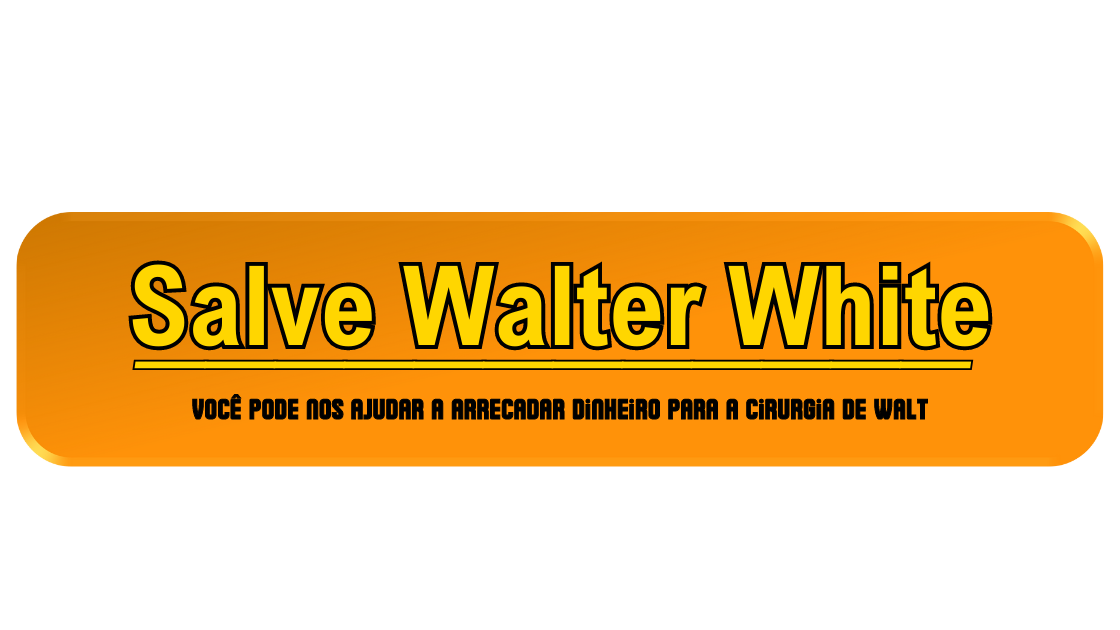 Salve Walter White
VOCÊ PODE NOS AJUDAR A ARRECADAR DINHEIRO PARA A CIRURGIA DE WALT